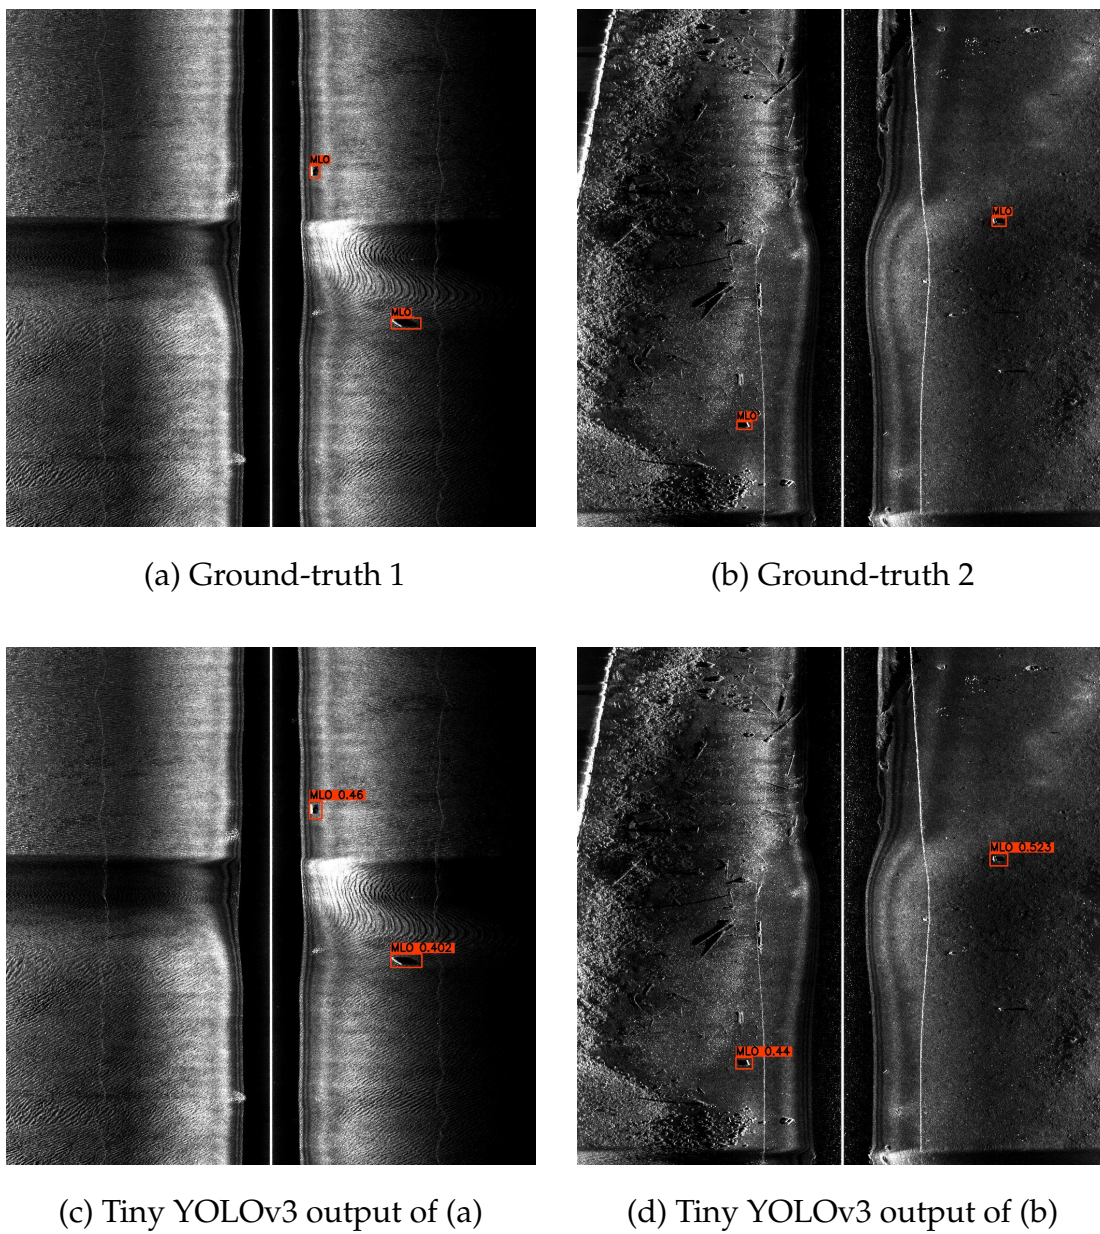 MLO
MLO
MLO
MLO
(a) Ground-truth 1
(b) Ground-truth 2
MLO 0.46
MLO 0.402
MLO 0.523
MLO 0.44
(c) Tiny YOLOv3 output of (a)
(d) Tiny YOLOv3 output of (b)